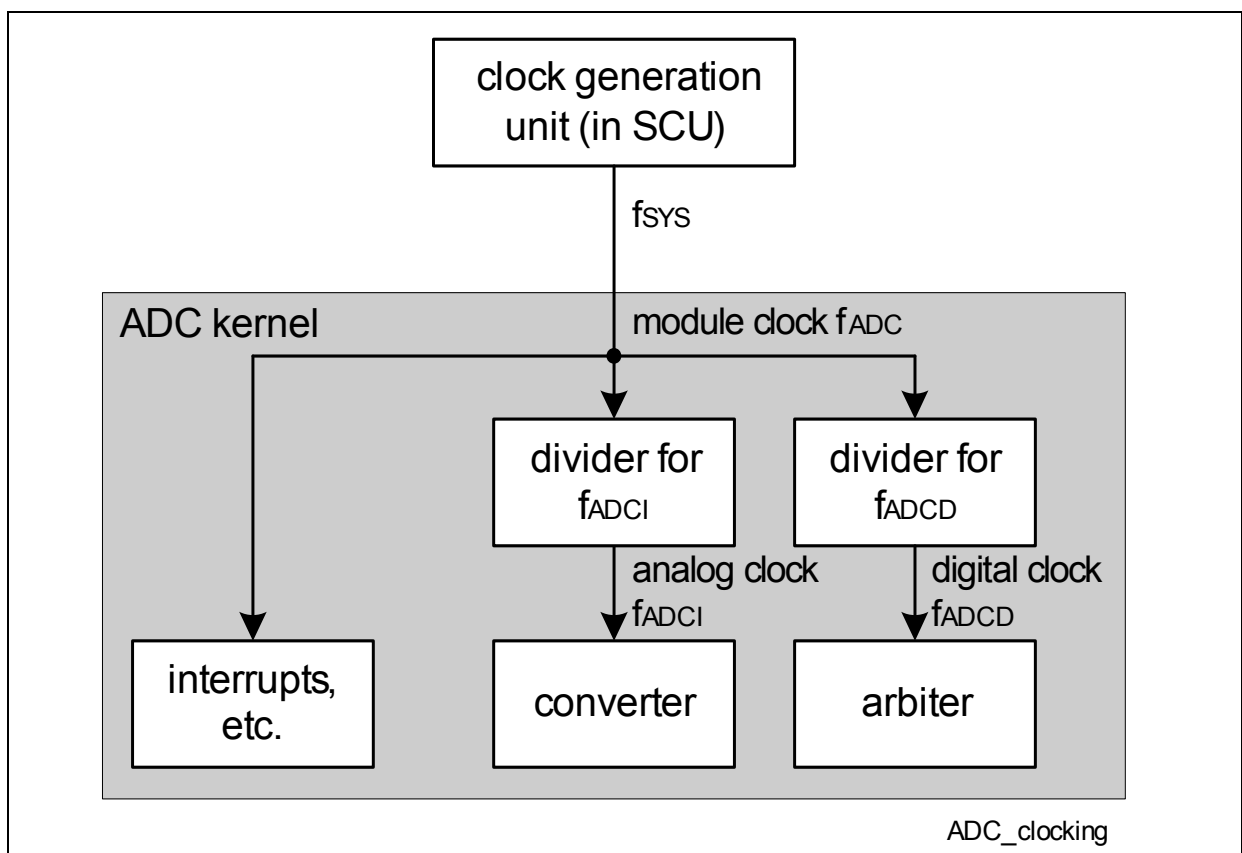 clock generation
unit (in SCU)
fSYS
ADC kernel
module clock fADC
divider for
fADCI
divider for
fADCD
analog clock
fADCI
digital clock
fADCD
interrupts,
etc.
converter
arbiter
ADC_clocking